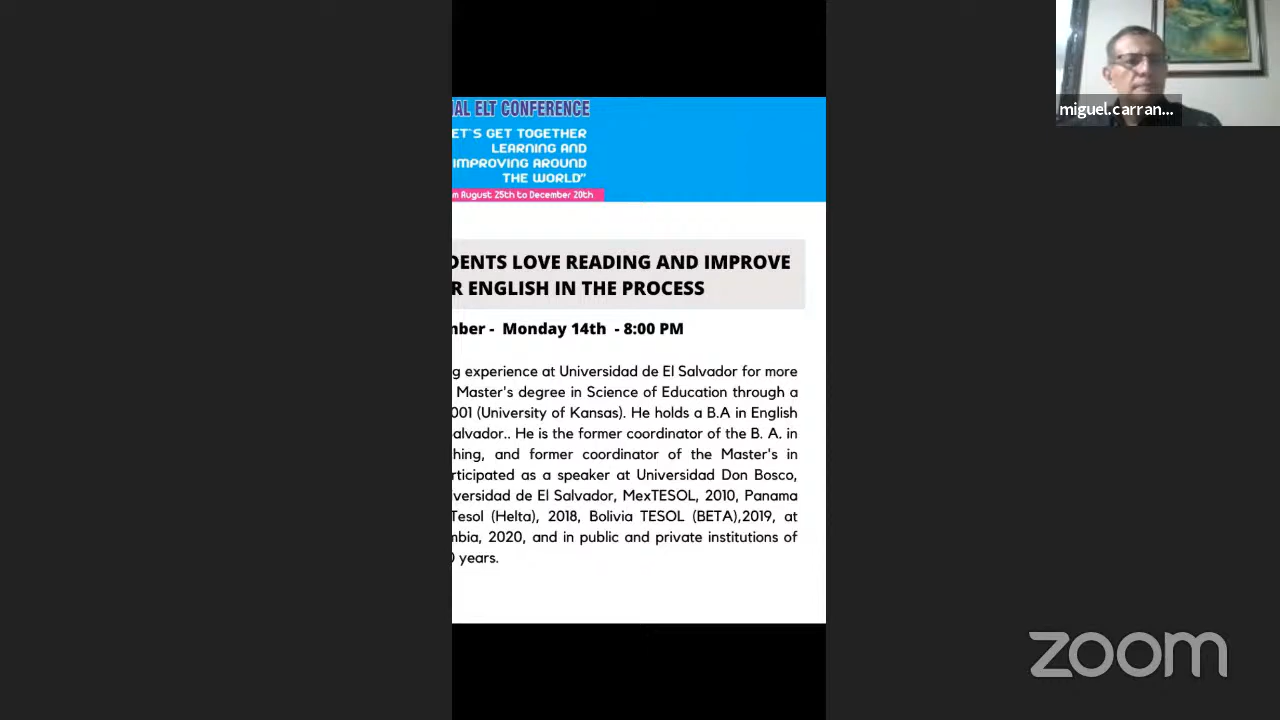 AL ELT CONFERENCE
ET`S GET TOGETHER
LEARNING AND
IMPROVING AROUND
THE WORLD”
m August 25th to December 20th
DENTS LOVE READING AND IMPROVE
R ENGLISH IN THE PROCESS
mber - Monday 14th - 8:00 PM
g experience at Universidad de El Salvador for more
Master's degree in Science of Education through a
001 (University of Kansas). He holds a B.A in English
alvador.. He is the former coordinator of the B. A. in
hing, and former coordinator of the Master's in
rticipated as a speaker at Universidad Don Bosco,
versidad de El Salvador, MexTESOL, 2010, Panama
Tesol (Helta), 2018, Bolivia TESOL (BETA),2019, at
mbia, 2020, and in public and private institutions of
0 years.
miguel.carran...
zoom